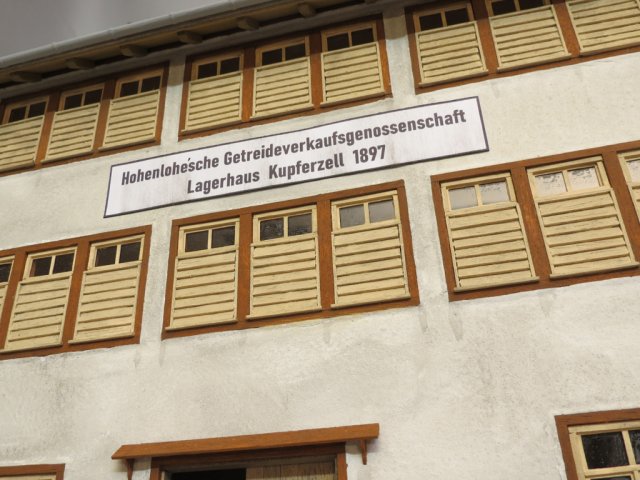 Hohenlohe'sche Getreideverkaufsgenossenschaft
Lagerhaus Kupferzell 1897